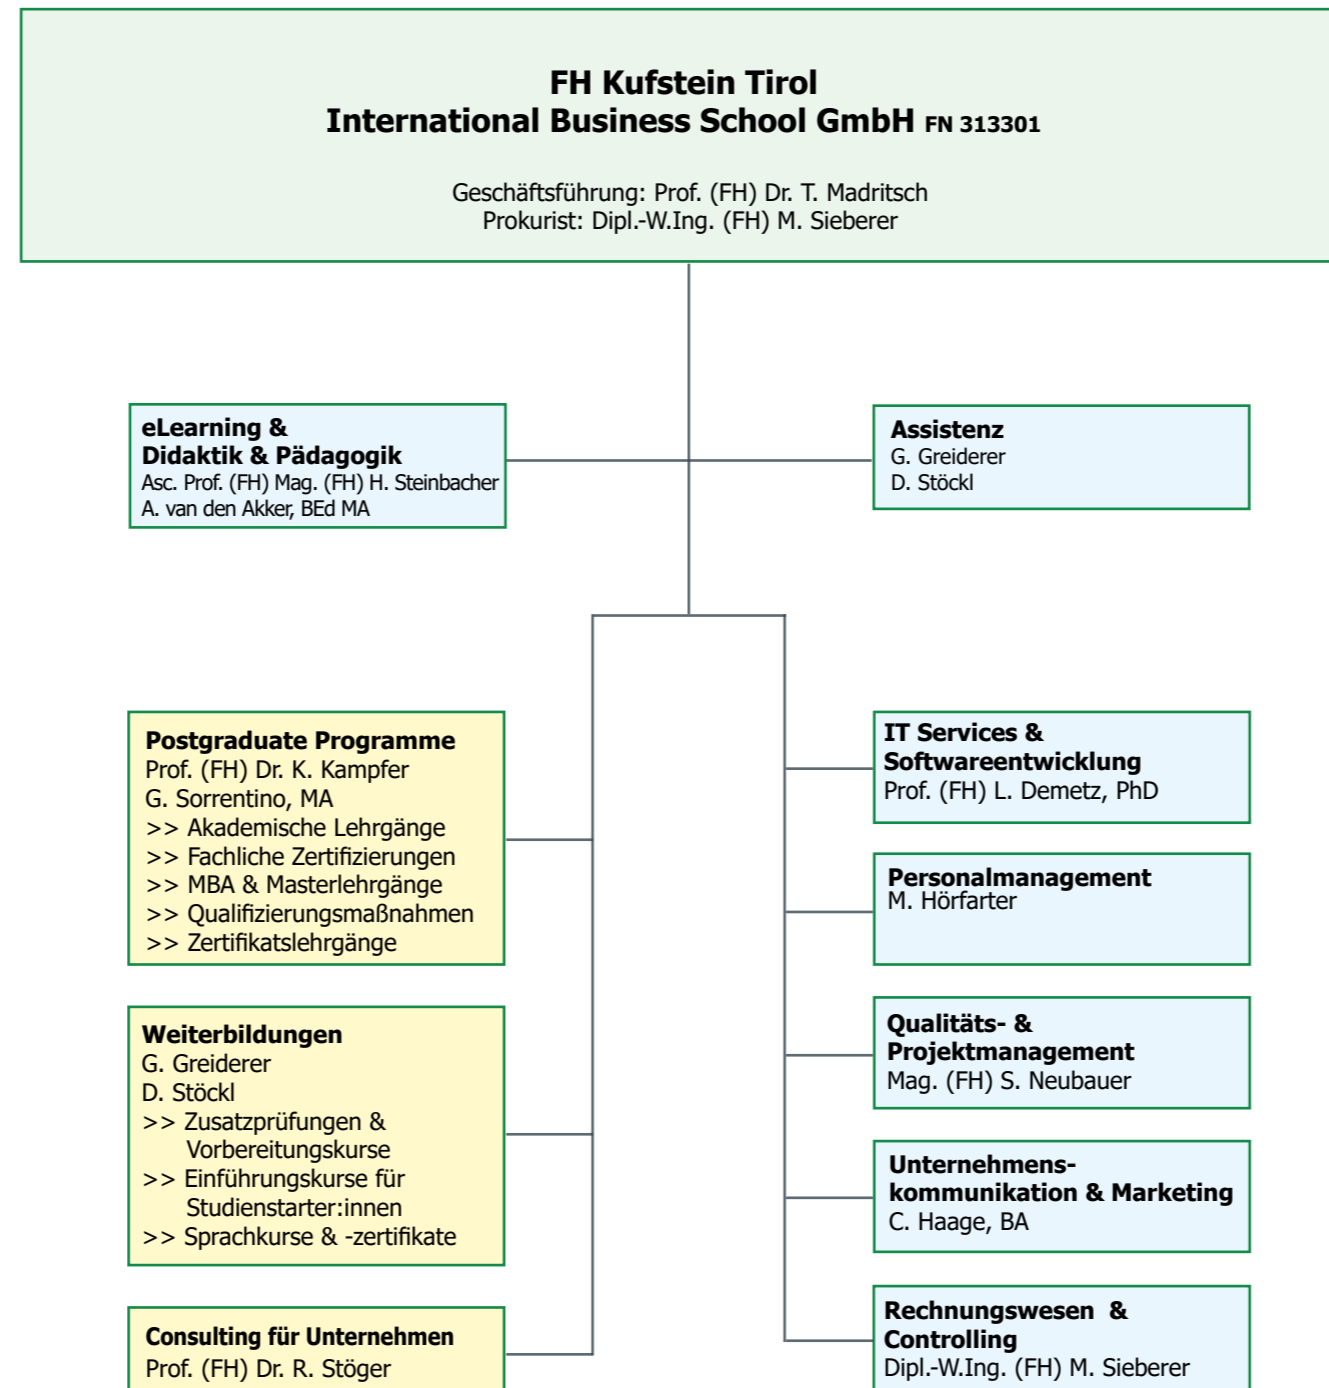 FH Kufstein Tirol
International Business School GmbH FN 313301
Geschäftsführung: Prof. (FH) Dr. T. Madritsch
Prokurist: Dipl.-W.Ing. (FH) M. Sieberer
eLearning &
Didaktik & Pädagogik
Asc. Prof. (FH) Mag. (FH) H. Steinbacher
A. van den Akker, BEd MA
Assistenz
G. Greiderer
D. Stöckl
Postgraduate Programme
Prof. (FH) Dr. K. Kampfer
G. Sorrentino, MA
>> Akademische Lehrgänge
>> Fachliche Zertifizierungen
>> MBA & Masterlehrgänge
>> Qualifizierungsmaßnahmen
>> Zertifikatslehrgänge
Weiterbildungen
G. Greiderer
D. Stöckl
>> Zusatzprüfungen &
Vorbereitungskurse
>> Einführungskurse für
Studienstarter:innen
>> Sprachkurse & -zertifikate
Consulting für Unternehmen
Prof. (FH) Dr. R. Stöger
IT Services &
Softwareentwicklung
Prof. (FH) L. Demetz, PhD
Personalmanagement
M. Hörfarter
Qualitäts- &
Projektmanagement
Mag. (FH) S. Neubauer
Unternehmens-
kommunikation & Marketing
C. Haage, BA
Rechnungswesen &
Controlling
Dipl.-W.Ing. (FH) M. Sieberer